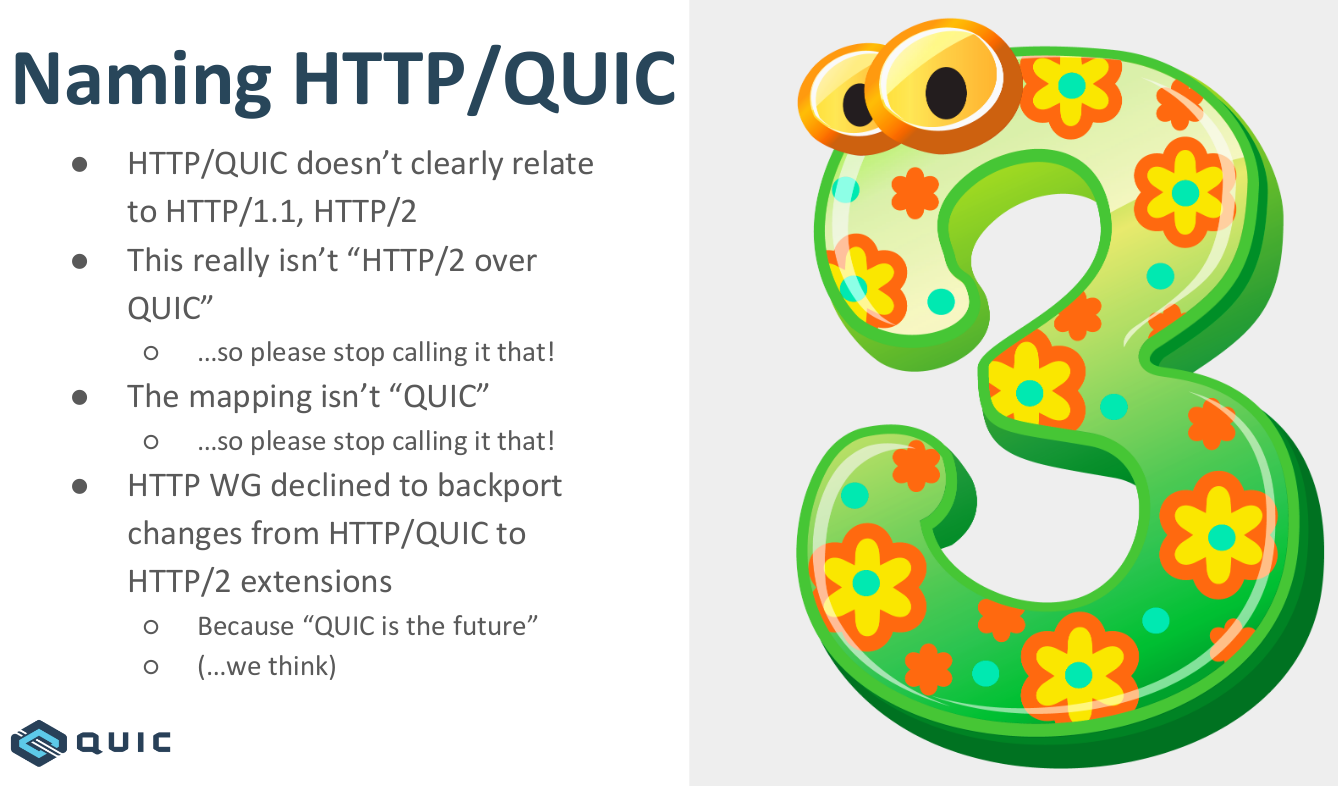 Naming HTTP/QUIC
● HTTP/QUIC doesn’t clearly relate
to HTTP/1.1, HTTP/2
● This really isn’t “HTTP/2 over
QUIC”
○ …so please stop calling it that!
● The mapping isn’t “QUIC”
○ …so please stop calling it that!
● HTTP WG declined to backport
changes from HTTP/QUIC to
HTTP/2 extensions
○ Because “QUIC is the future”
○ (…we think)
QUIC
3